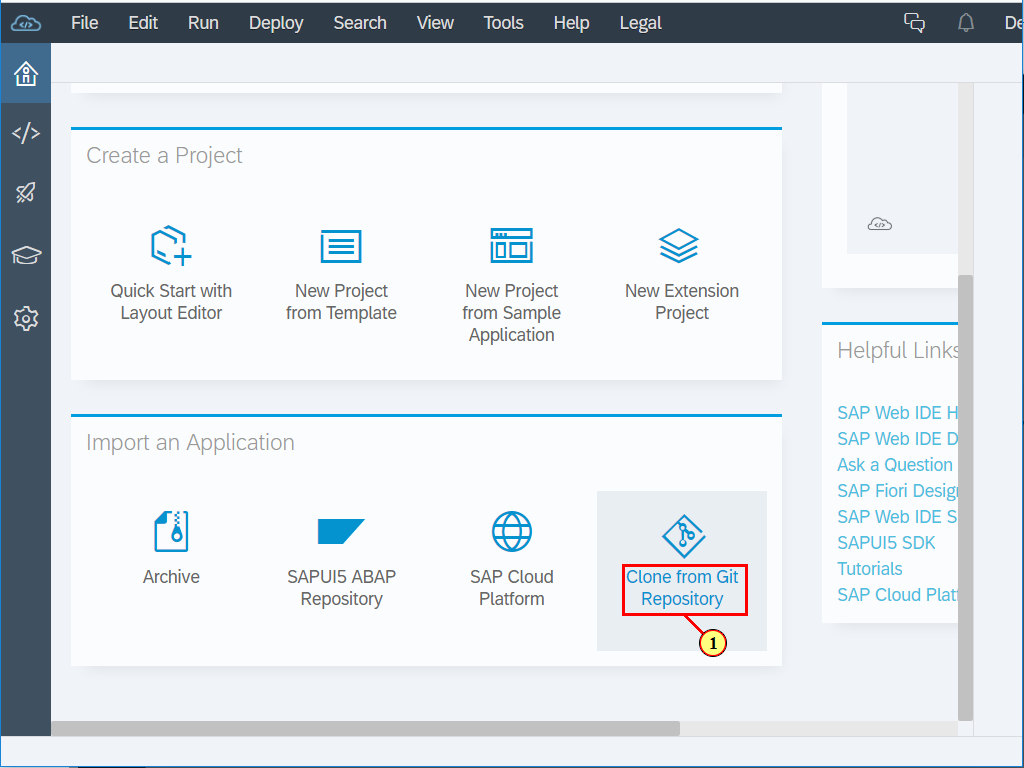 File Edit Run Deploy Search View Tools Help Legal
Create a Project
Quick Start with
Layout Editor
New Project
from Template
New Project
from Sample
Application
New Extension
Project
Import an Application
Archive
SAPUI5 ABAP
Repository
SAP Cloud
Platform
Clone from Git
Repository
1
Helpful Links
SAP Web IDE
SAP Web IDE
Ask a Question
SAP Fiori
SAP Web IDE
SAPUI5 SDK
Tutorials
SAP Cloud